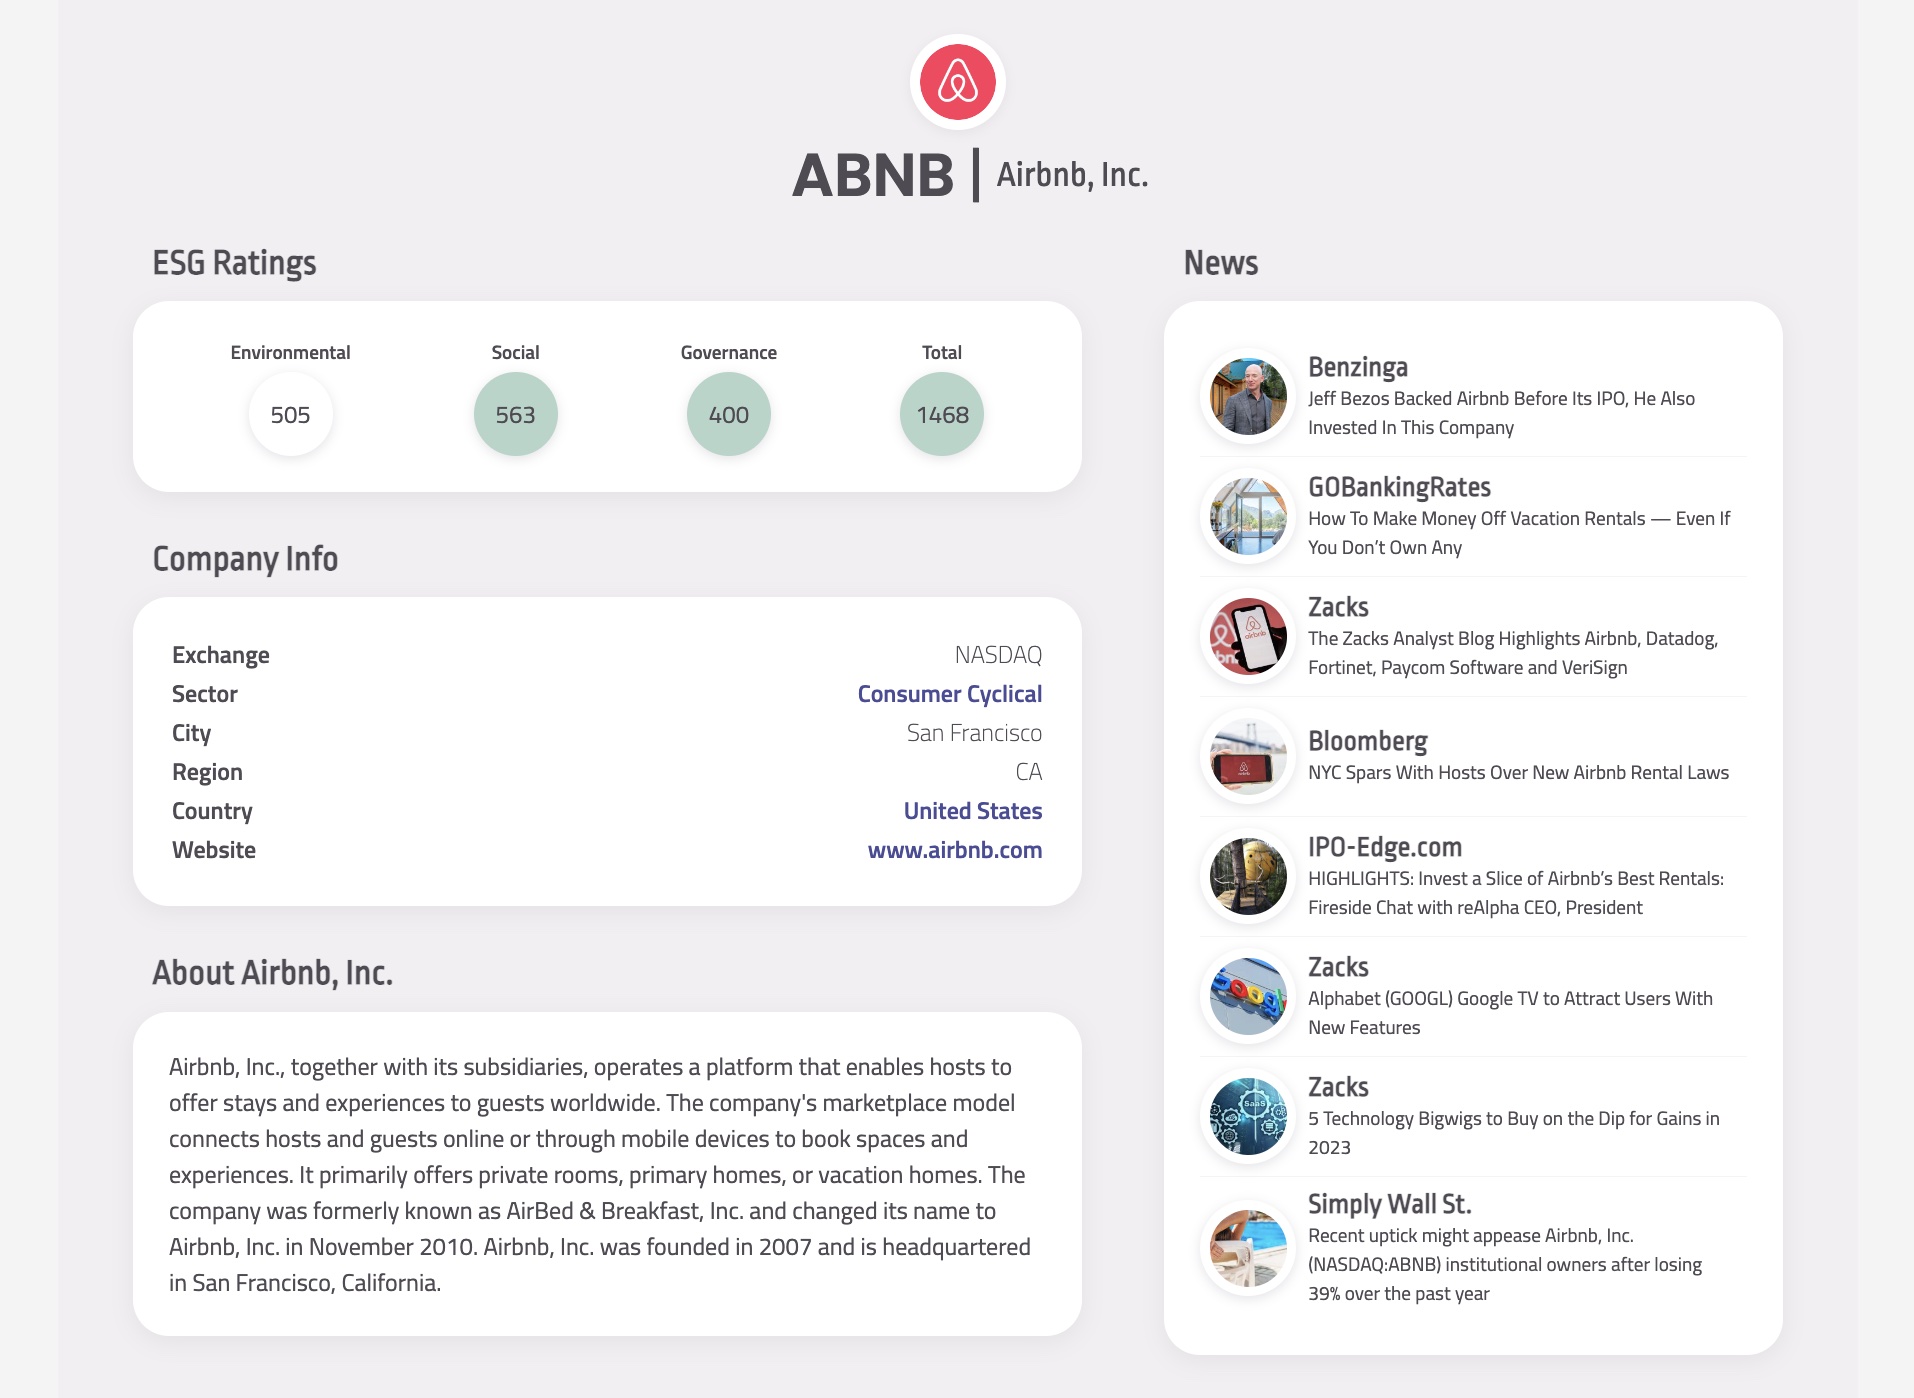 ABNB | Airbnb, Inc.
ESG Ratings
Environmental
505
Social
563
Governance
400
Total
1468
Company Info
Exchange NASDAQ
Sector Consumer Cyclical
City San Francisco
Region CA
Country United States
Website www.airbnb.com
About Airbnb, Inc.
Airbnb, Inc., together with its subsidiaries, operates a platform that enables hosts to
offer stays and experiences to guests worldwide. The company's marketplace model
connects hosts and guests online or through mobile devices to book spaces and
experiences. It primarily offers private rooms, primary homes, or vacation homes. The
company was formerly known as AirBed & Breakfast, Inc. and changed its name to
Airbnb, Inc. in November 2010. Airbnb, Inc. was founded in 2007 and is headquartered
in San Francisco, California.
News
Benzinga
Jeff Bezos Backed Airbnb Before Its IPO, He Also
Invested In This Company
GOBankingRates
How To Make Money Off Vacation Rentals — Even If
You Don’t Own Any
airbnb
Zacks
The Zacks Analyst Blog Highlights Airbnb, Datadog,
Fortinet, Paycom Software and VeriSign
Bloomberg
NYC Spars With Hosts Over New Airbnb Rental Laws
IPO-Edge.com
HIGHLIGHTS: Invest a Slice of Airbnb’s Best Rentals:
Fireside Chat with reAlpha CEO, President
Zacks
Alphabet (GOOGL) Google TV to Attract Users With
New Features
SaaS
Zacks
5 Technology Bigwigs to Buy on the Dip for Gains in
2023
Simply Wall St.
Recent uptick might appease Airbnb, Inc.
(NASDAQ:ABNB) institutional owners after losing
39% over the past year